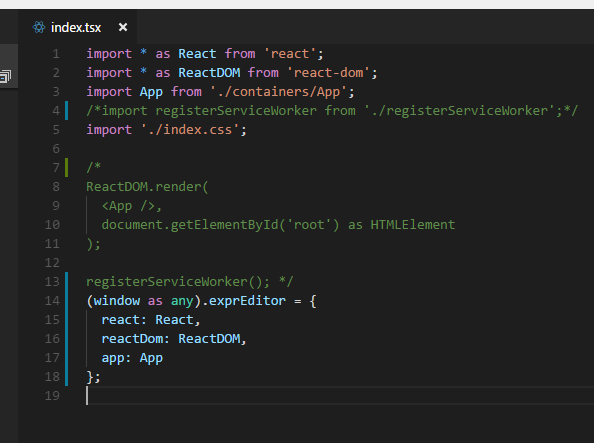 index.tsx ×
1 import * as React from 'react';
2 import * as ReactDOM from 'react-dom';
3 import App from './containers/App';
4 /*import registerServiceWorker from './registerServiceWorker';*/
5 import './index.css';
6
7 /*
8 ReactDOM.render(
9   <App />,
10   document.getElementById('root') as HTMLElement
11 );
12
13 registerServiceWorker(); */
14 (window as any).exprEditor = {
15   react: React,
16   reactDom: ReactDOM,
17   app: App
18 };
19